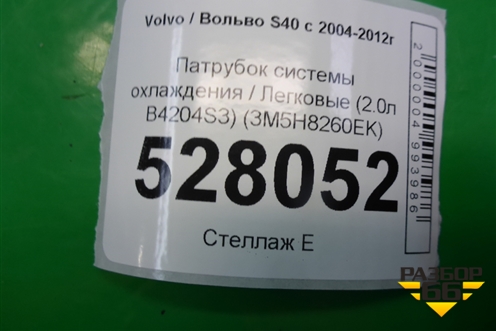 Volvo / Вольво S40 с 2004-2012г
Патрубок системы
охлаждения / Легковые (2.0л
B4204S3) (3M5H8260EK)
528052
Стеллаж Е
2000004993986
РАЗБОР
66